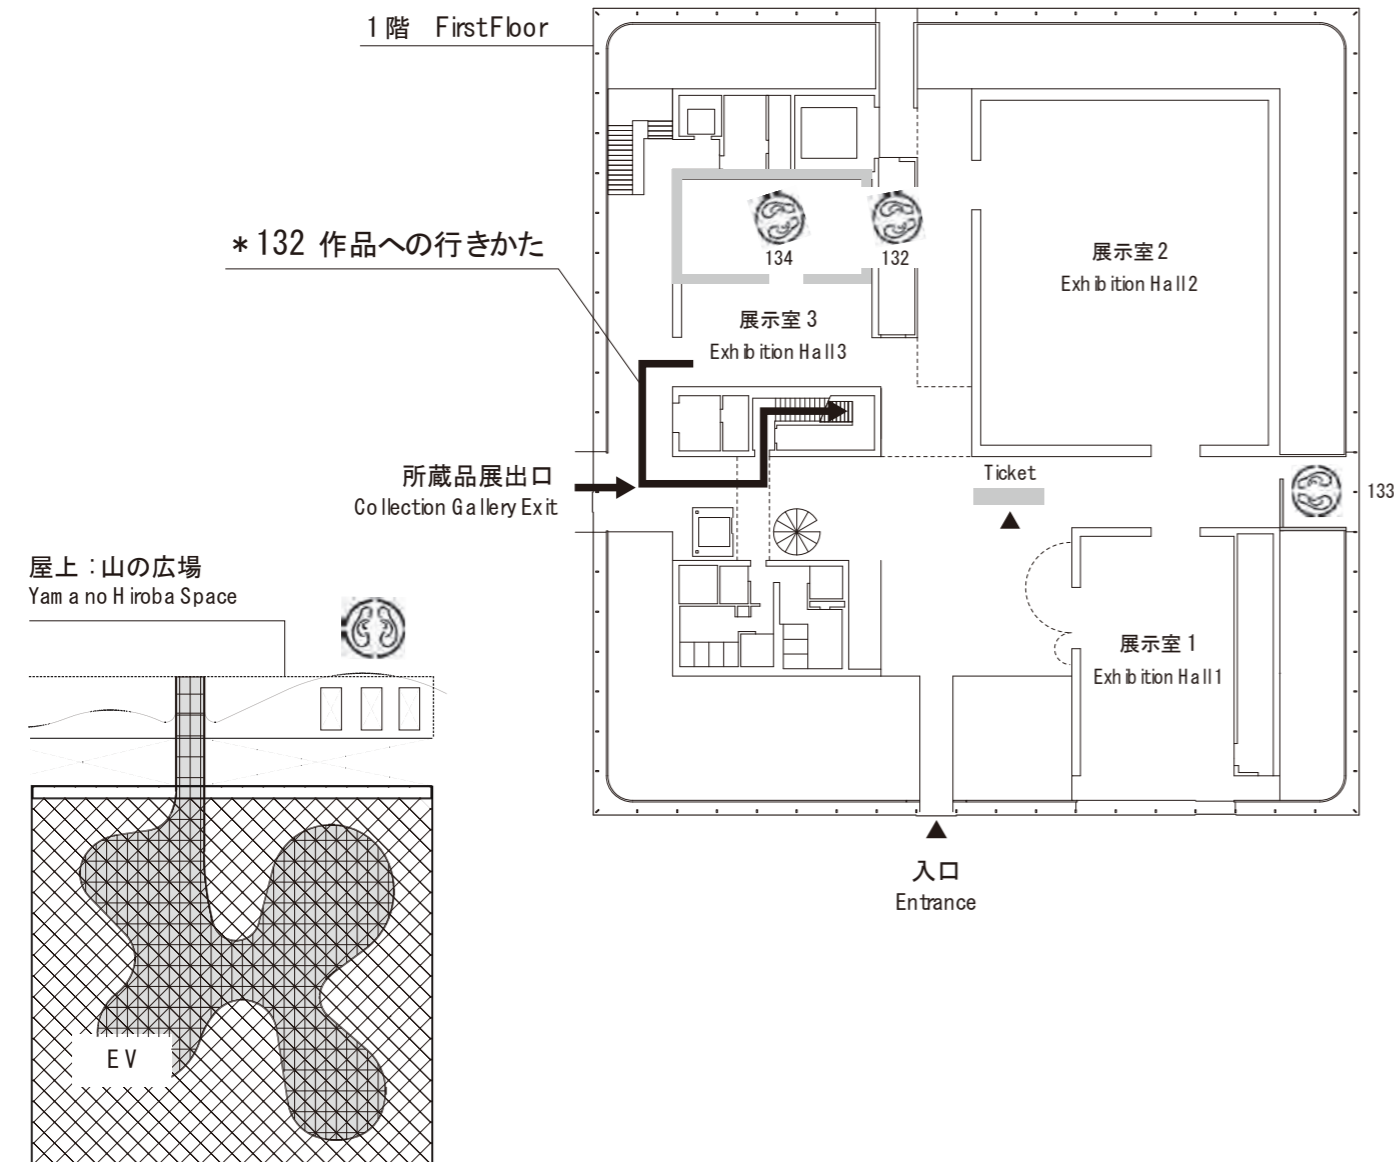 1階 First Floor
*132 作品への行きかた
134
132
展示室2
Exhibition Hall2
展示室3
Exhibition Hall3
所蔵品展出口
Collection Gallery Exit
Ticket
▲
133
屋上:山の広場
Yama no Hiroba Space
展示室1
Exhibition Hall1
▲
入口
Entrance
EV